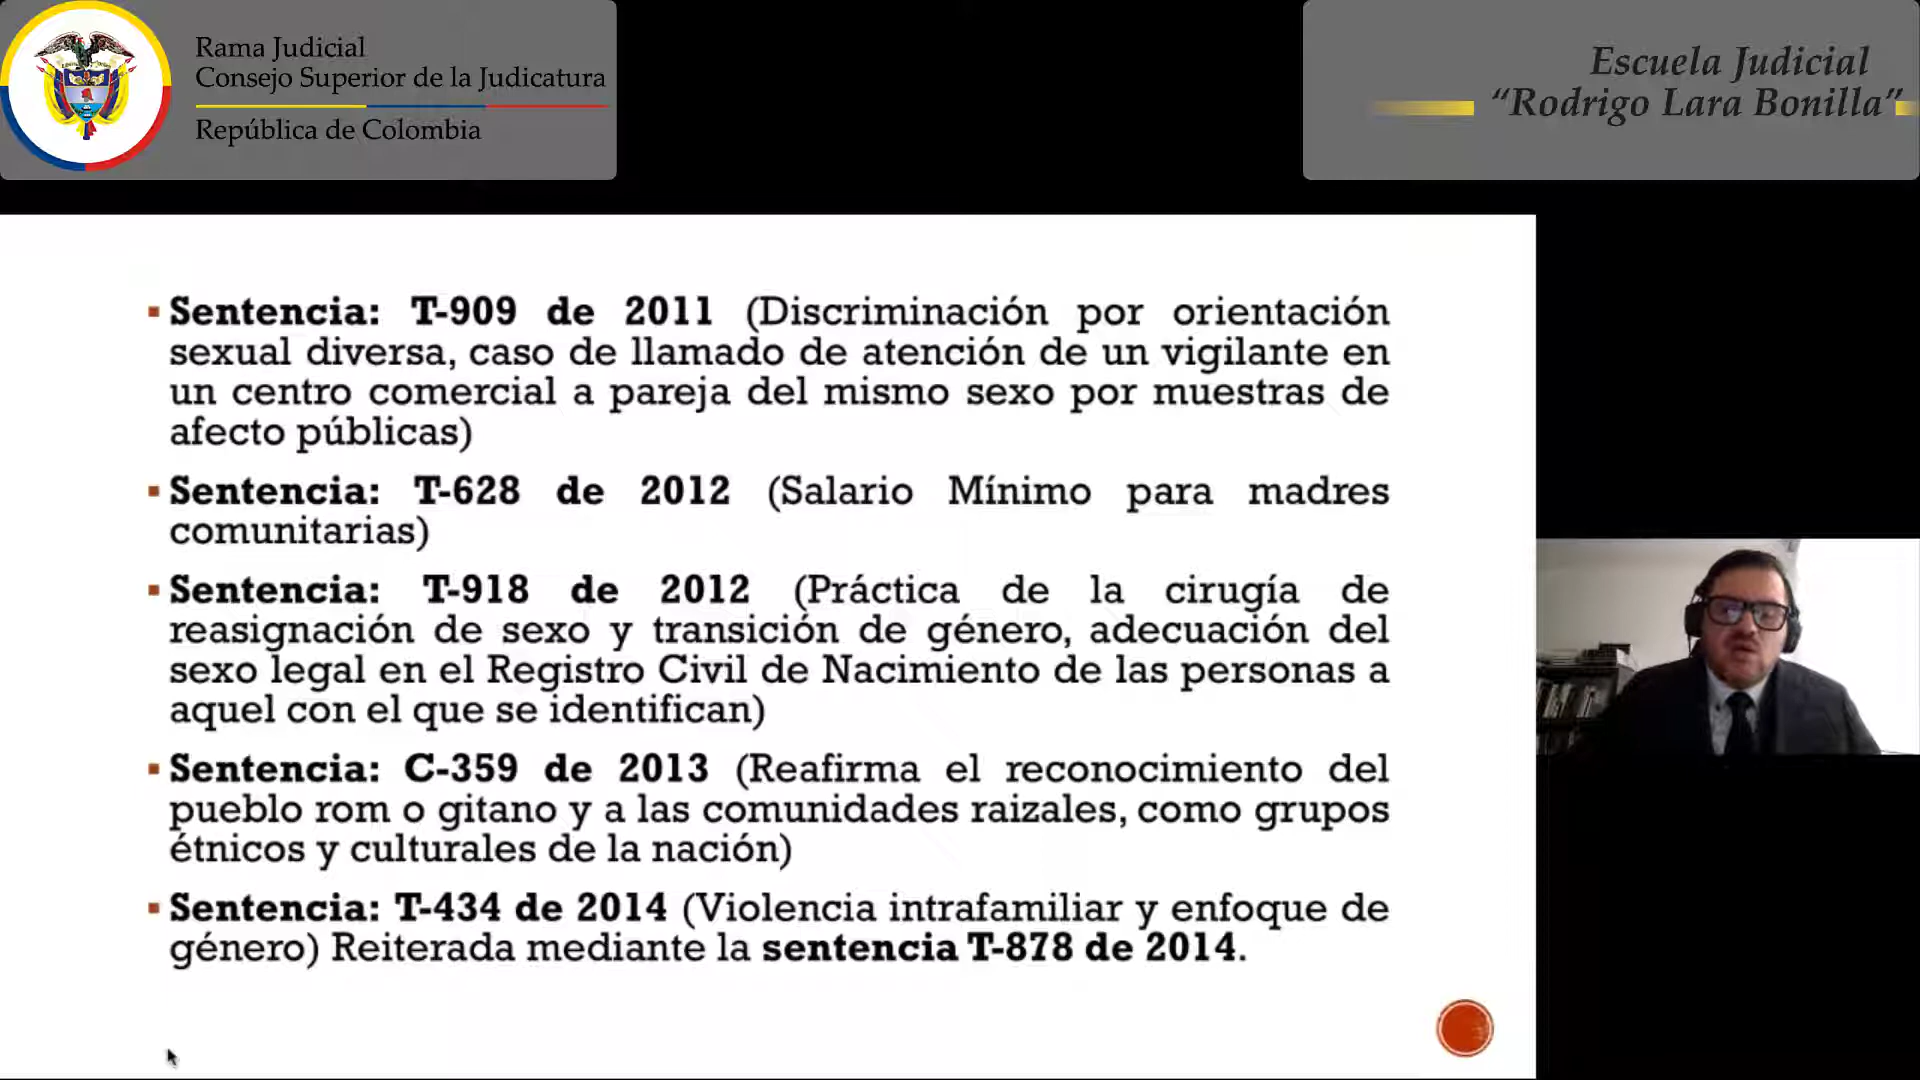 Rama Judicial
Consejo Superior de la Judicatura
República de Colombia
Escuela Judicial
“Rodrigo Lara Bonilla”
▪ Sentencia: T-909 de 2011 (Discriminación por orientación
sexual diversa, caso de llamado de atención de un vigilante en
un centro comercial a pareja del mismo sexo por muestras de
afecto públicas)
▪ Sentencia: T-628 de 2012 (Salario Mínimo para madres
comunitarias)
▪ Sentencia: T-918 de 2012 (Práctica de la cirugía de
reasignación de sexo y transición de género, adecuación del
sexo legal en el Registro Civil de Nacimiento de las personas a
aquel con el que se identifican)
▪ Sentencia: C-359 de 2013 (Reafirma el reconocimiento del
pueblo rom o gitano y a las comunidades raizales, como grupos
étnicos y culturales de la nación)
▪ Sentencia: T-434 de 2014 (Violencia intrafamiliar y enfoque de
género) Reiterada mediante la sentencia T-878 de 2014.